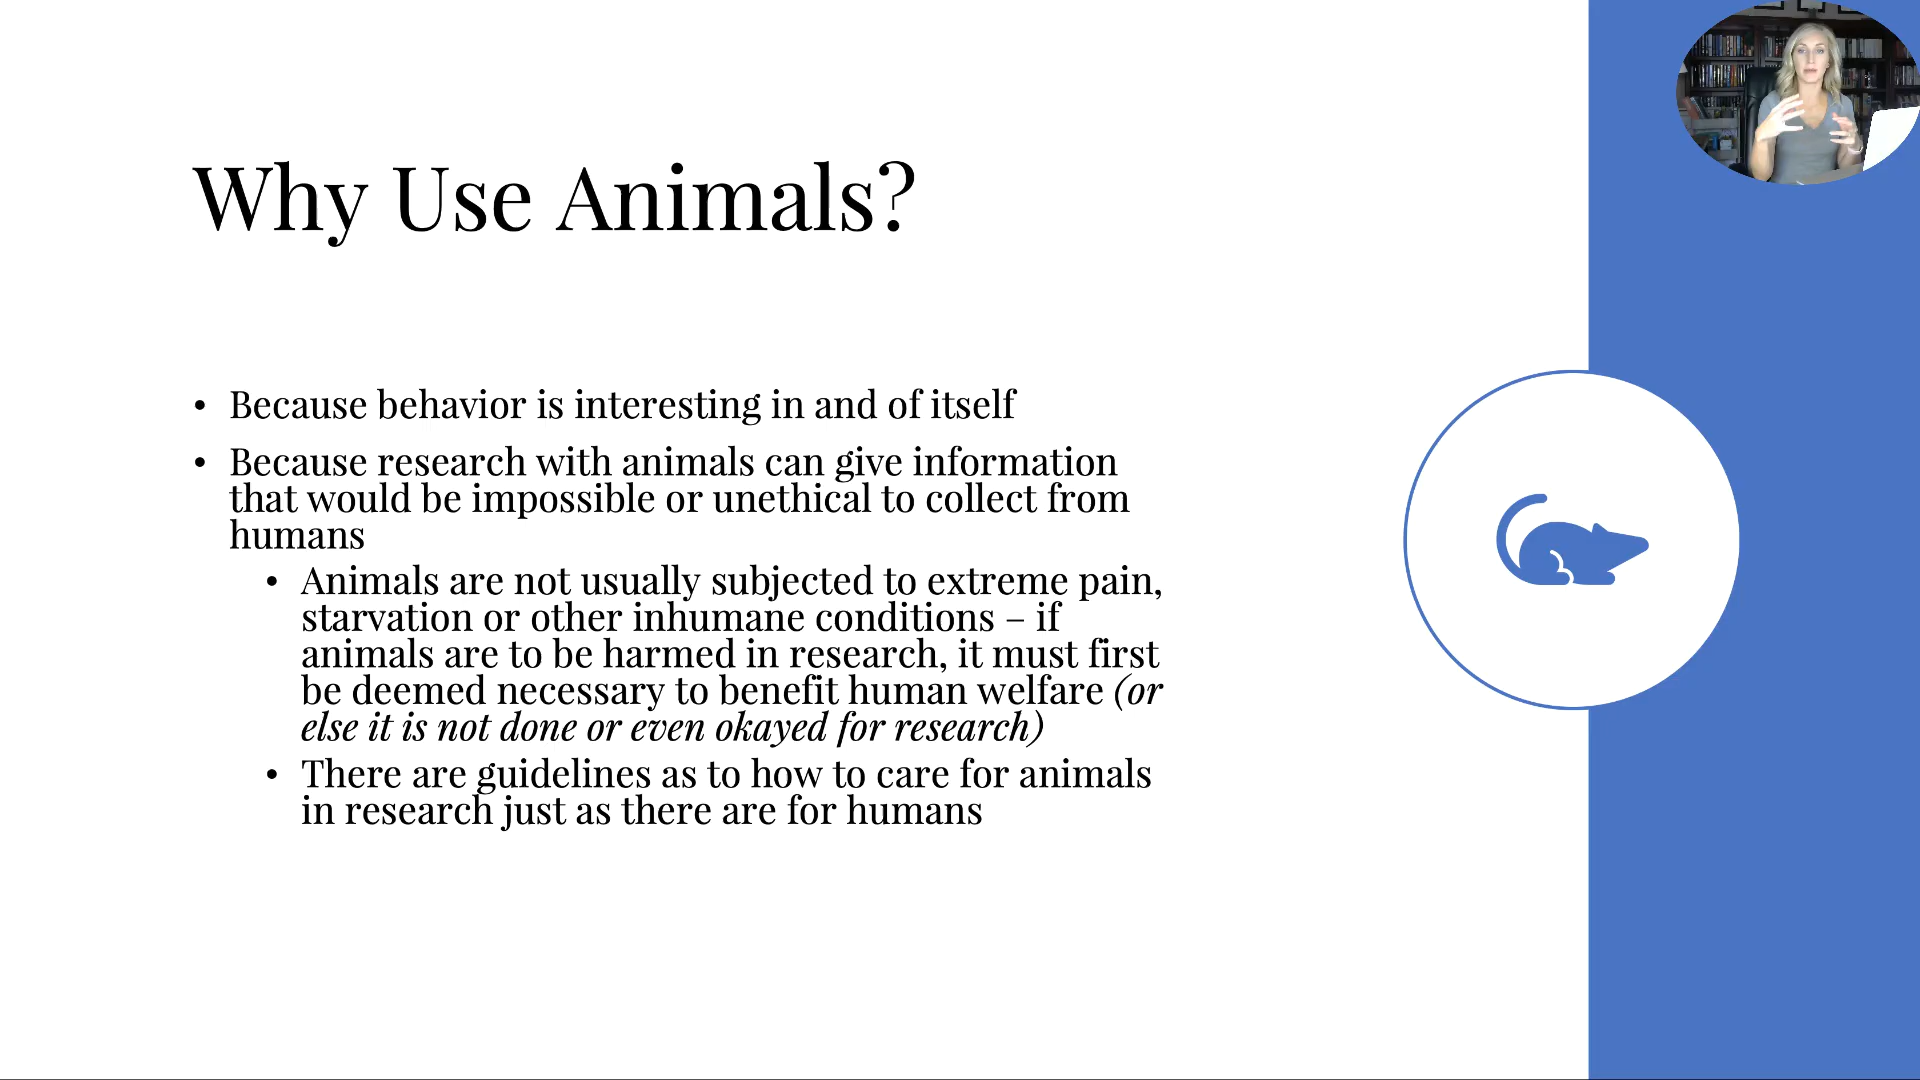 Why Use Animals?
• Because behavior is interesting in and of itself
• Because research with animals can give information
that would be impossible or unethical to collect from
humans
• Animals are not usually subjected to extreme pain,
starvation or other inhumane conditions – if
animals are to be harmed in research, it must first
be deemed necessary to benefit human welfare (or
else it is not done or even okayed for research)
• There are guidelines as to how to care for animals
in research just as there are for humans